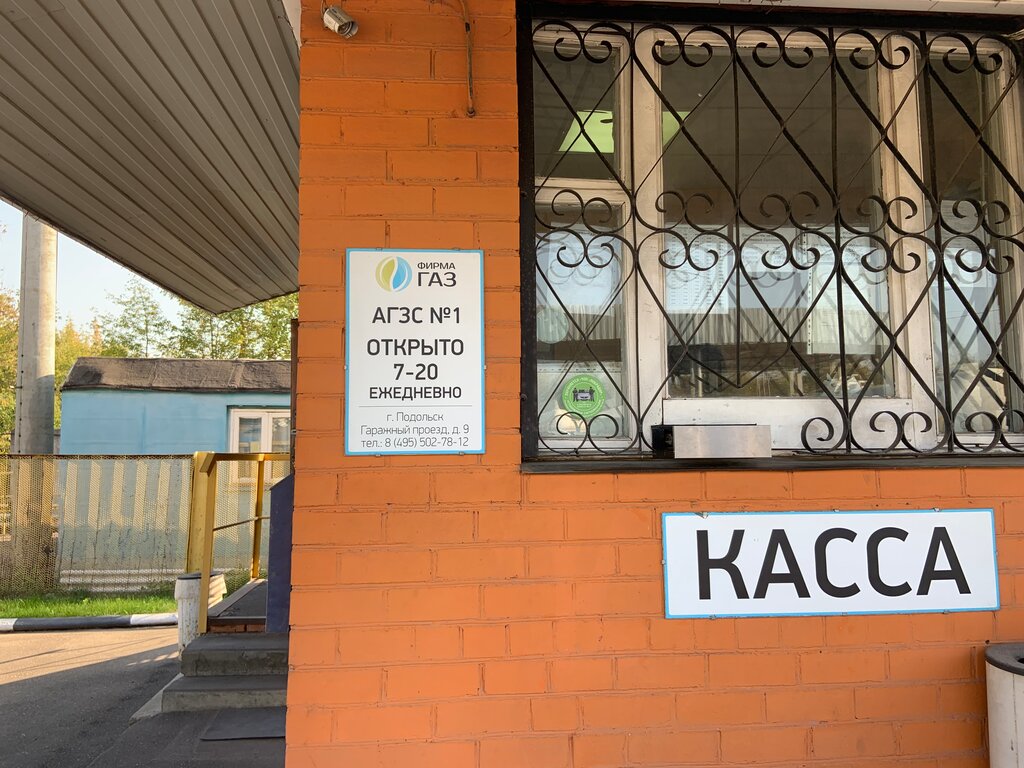 ФИРМА
ГАЗ
АГЗС №1
ОТКРЫТО
7-20
ЕЖЕДНЕВНО
г. Подольск
Гаражный проезд, д. 9
тел.: 8 (495) 502-78-12
КАССА